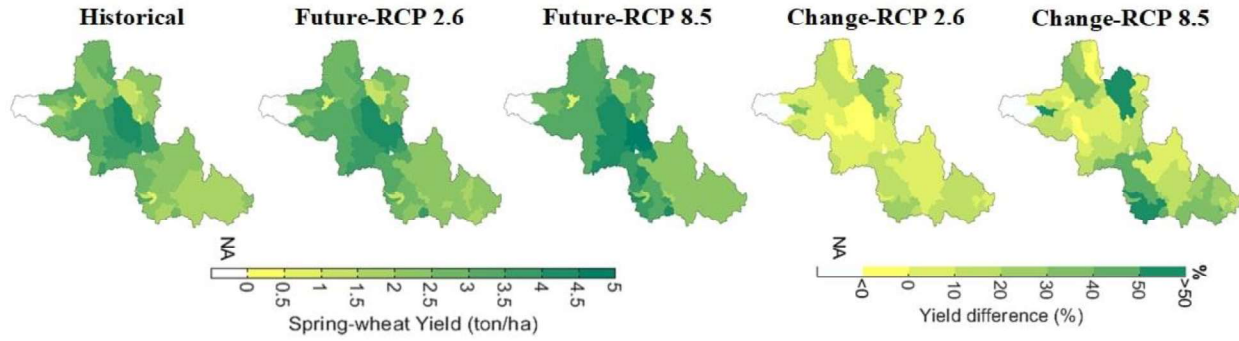 Historical
Future-RCP 2.6
Future-RCP 8.5
Change-RCP 2.6
Change-RCP 8.5
NA
0
0.5
1
1.5
2
2.5
3
3.5
4
4.5
5
Spring-wheat Yield (ton/ha)
NA
<0
0
10
20
30
40
50
>50
%
Yield difference (%)